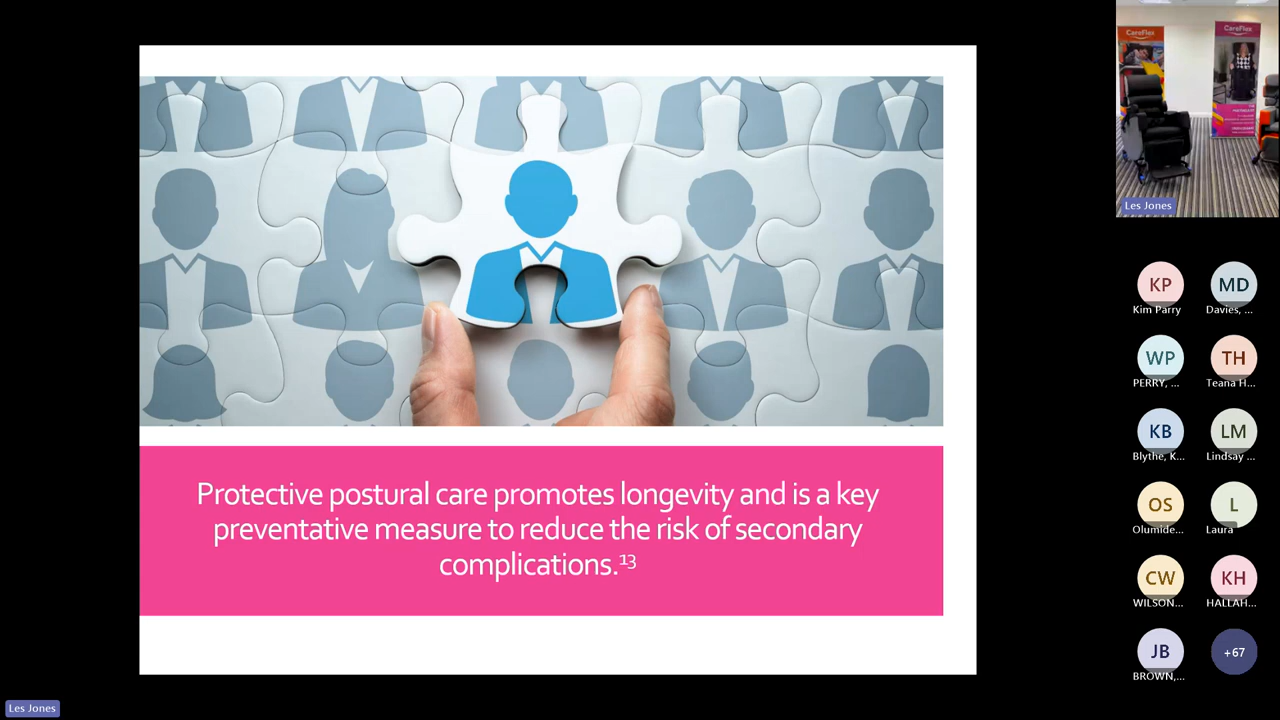 Protective postural care promotes longevity and is a key
preventative measure to reduce the risk of secondary
complications.¹³
CareFlex
CareFlex
Les Jones
KP
MD
Kim Parry
Davies, ...
WP
TH
PERRY, ...
Teana H...
KB
LM
Blythe, K...
Lindsay ...
OS
L
Olumide...
Laura
CW
KH
WILSON...
HALLAH...
JB
+67
BROWN,...
Les Jones